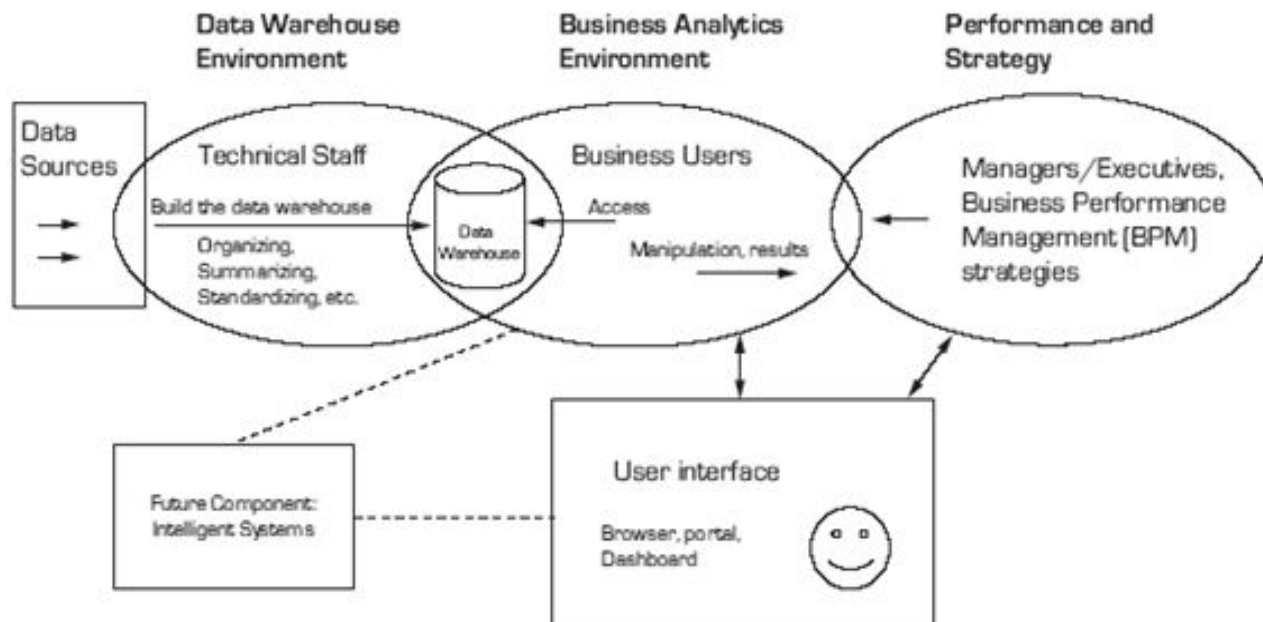 Data Warehouse
Environment
Business Analytics
Environment
Performance and
Strategy
Data
Sources
Technical Staff
Build the data warehouse
Organizing,
Summarizing,
Standardizing, etc.
Data
Warehouse
Business Users
Access
Manipulation, results
Managers/Executives,
Business Performance
Management (BPM)
strategies
Future Component:
Intelligent Systems
User interface
Browser, portal,
Dashboard